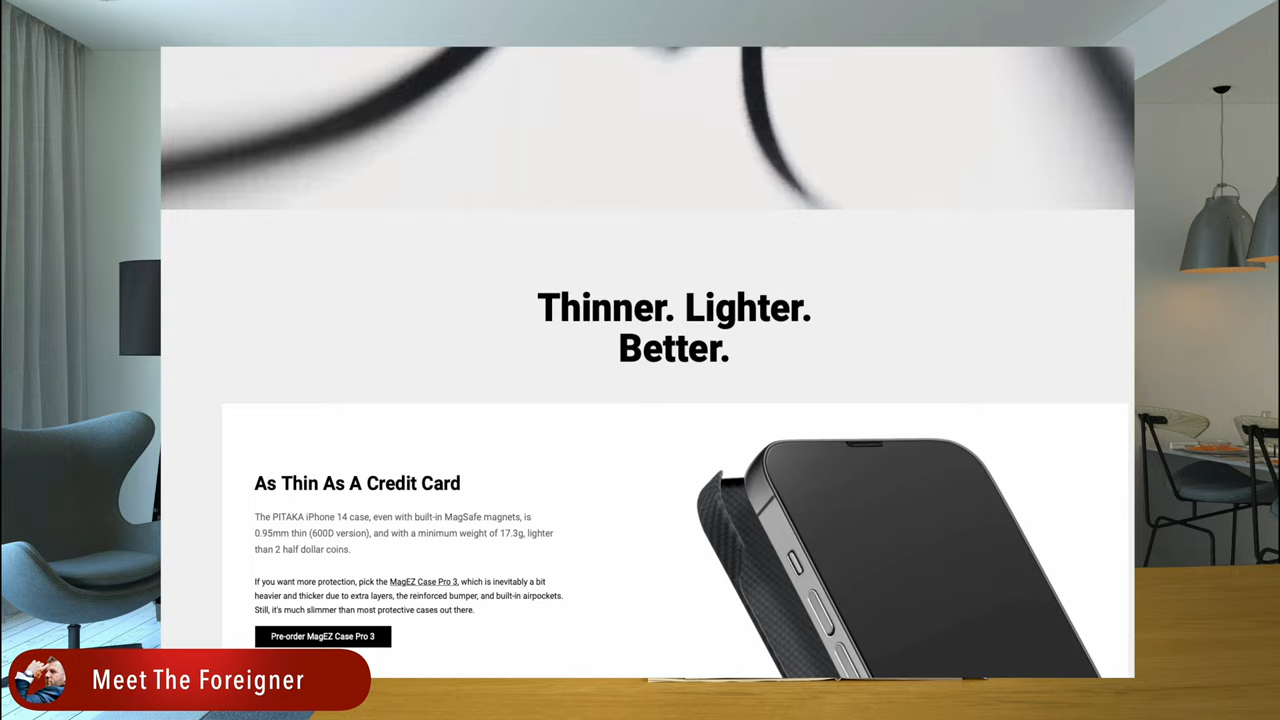 Thinner. Lighter.
Better.
As Thin As A Credit Card
The PITAKA iPhone 14 case, even with built-in MagSafe magnets, is
0.95mm thin (600D version), and with a minimum weight of 17.3g, lighter
than 2 half dollar coins.
If you want more protection, pick the MagEZ Case Pro 3, which is inevitably a bit
heavier and thicker due to extra layers, the reinforced bumper, and built-in airpockets.
Still, it's much slimmer than most protective cases out there.
Pre-order MagEZ Case Pro 3
Meet The Foreigner